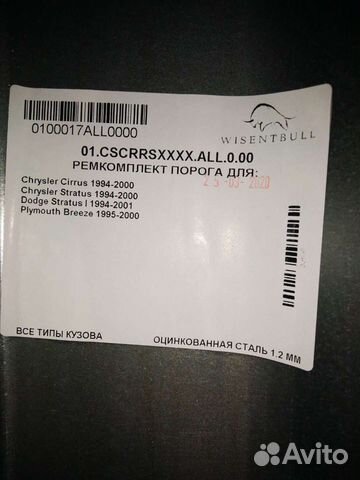 0100017ALL0000
WISENTBULL
01.CSCRRSXXXX.ALL.0.00
РЕМКОМПЛЕКТ ПОРОГА ДЛЯ:
Chrysler Cirrus 1994-2000
Chrysler Stratus 1994-2000
Dodge Stratus I 1994-2001
Plymouth Breeze 1995-2000
ВСЕ ТИПЫ КУЗОВА
ОЦИНКОВАННАЯ СТАЛЬ 1.2 ММ
Avito